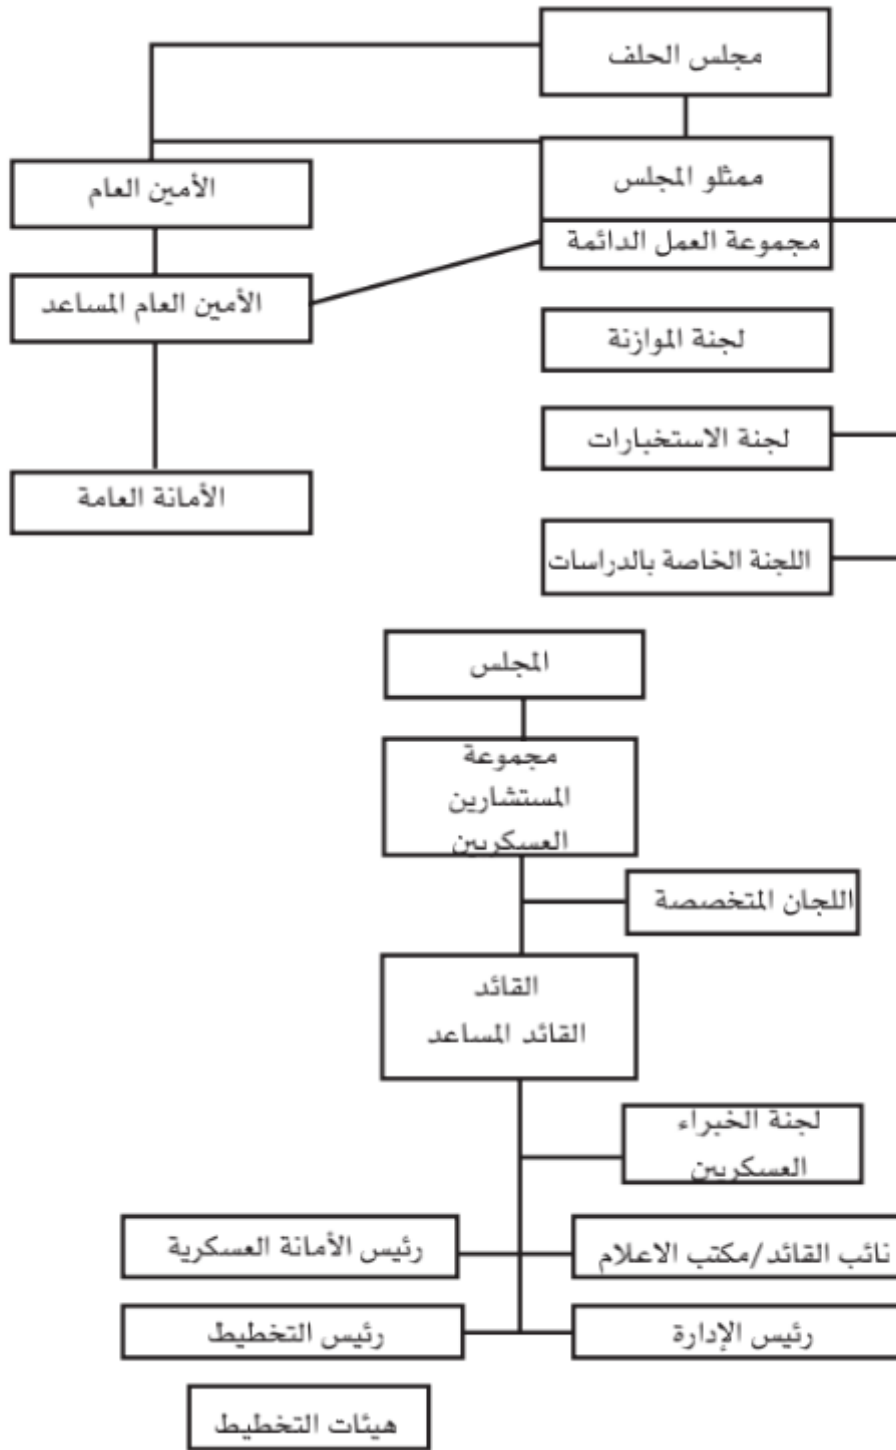 مجلس الحلف
ممثلو المجلس
مجموعة العمل الدائمة
الأمين العام
الأمين العام المساعد
لجنة الموازنة
لجنة الاستخبارات
الأمانة العامة
اللجنة الخاصة بالدراسات
المجلس
مجموعة
المستشارين
العسكريين
اللجان المتخصصة
القائد
القائد المساعد
لجنة الخبراء
العسكريين
نائب القائد/مكتب الاعلام
رئيس الأمانة العسكرية
رئيس الإدارة
رئيس التخطيط
هيئات التخطيط